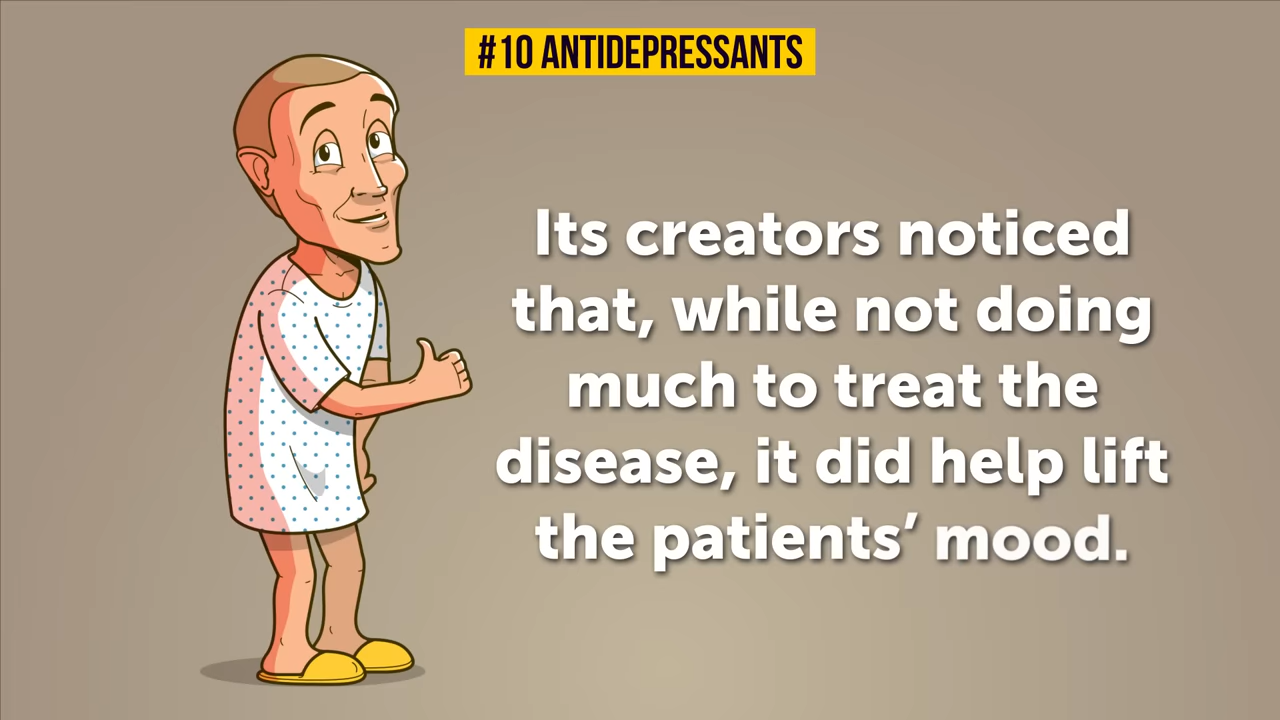 #10 ANTIDEPRESSANTS
Its creators noticed
that, while not doing
much to treat the
disease, it did help lift
the patients’ mood.